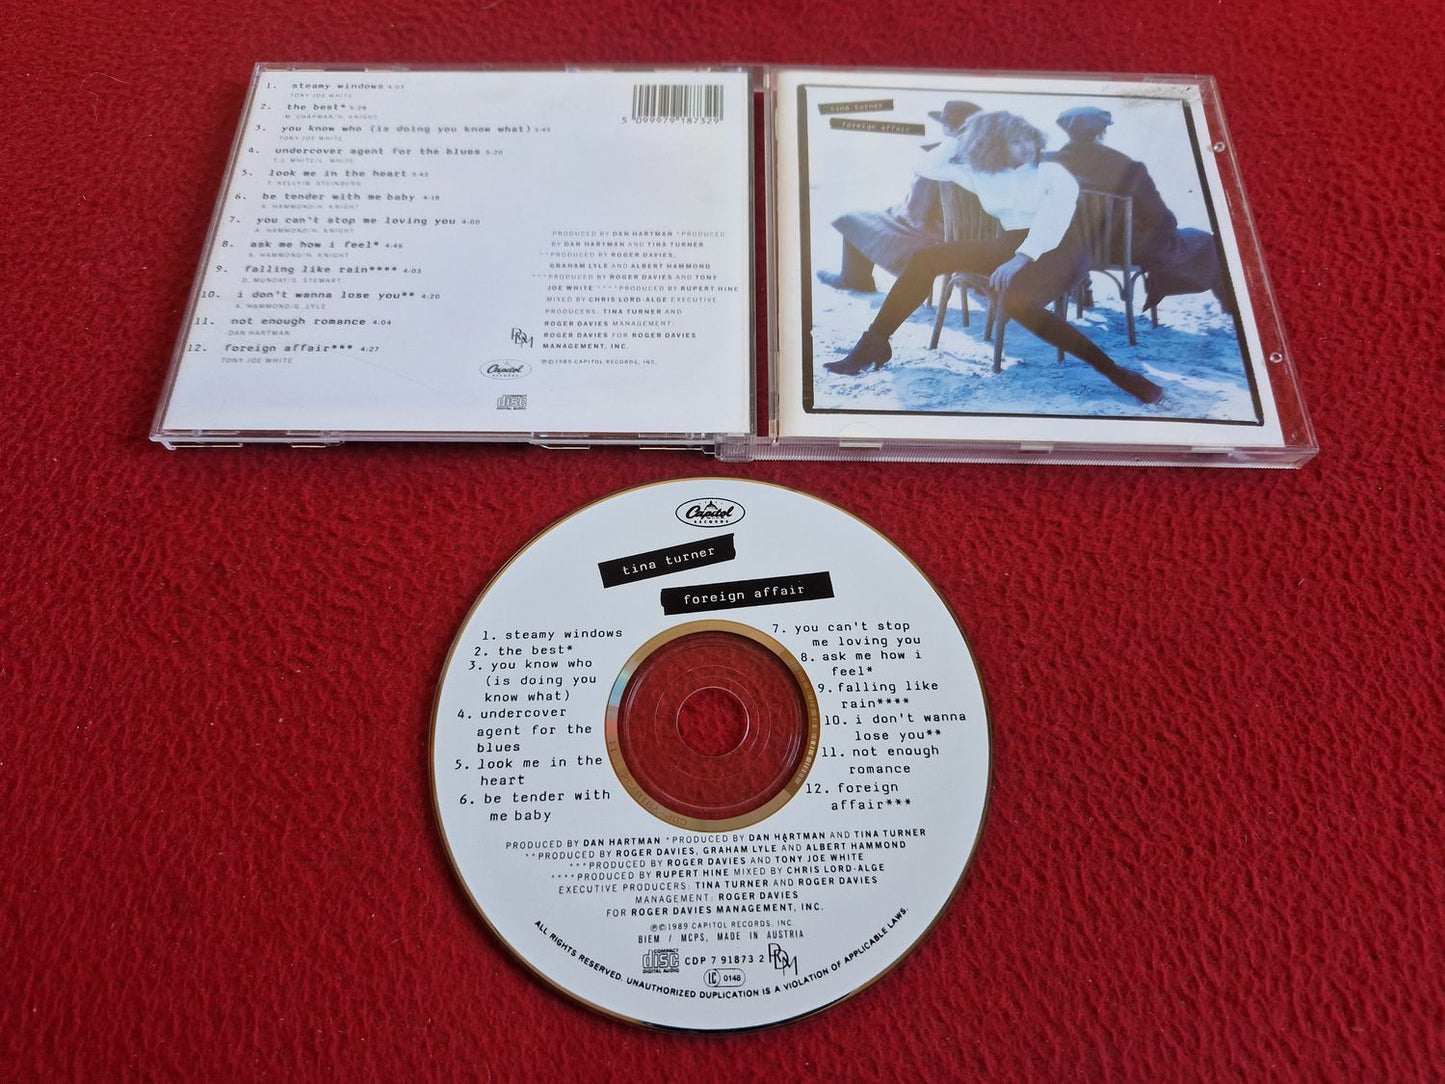 1. steamy windows 4:03
TONY JOE WHITE
2. the best* 5:28
M. CHAPMAN/H. KNIGHT
3. you know who (is doing you know what) 3:45
TONY JOE WHITE
4. undercover agent for the blues 5:20
T.J. WHITE/L. WHITE
5. look me in the heart 3:42
T. KELLY/B. STEINBERG
6. be tender with me baby 4:18
A. HAMMOND/H. KNIGHT
7. you can't stop me loving you 4:00
A. HAMMOND/H. KNIGHT
8. ask me how i feel* 4:46
A. HAMMOND/H. KNIGHT
9. falling like rain**** 4:03
D. MUNDAY/S. STEWART
10. i don't wanna lose you** 4:20
A. HAMMOND/G. LYLE
11. not enough romance 4:04
DAN HARTMAN
12. foreign affair*** 4:27
TONY JOE WHITE
5 099979 187329
PRODUCED BY DAN HARTMAN *PRODUCED
BY DAN HARTMAN AND TINA TURNER
**PRODUCED BY ROGER DAVIES,
GRAHAM LYLE AND ALBERT HAMMOND
***PRODUCED BY ROGER DAVIES AND TONY
JOE WHITE ****PRODUCED BY RUPERT HINE
MIXED BY CHRIS LORD-ALGE EXECUTIVE
PRODUCERS: TINA TURNER AND
ROGER DAVIES MANAGEMENT:
ROGER DAVIES FOR ROGER DAVIES
MANAGEMENT, INC.
RDM
℗©1989 CAPITOL RECORDS, INC.
Capitol
RECORDS
COMPACT
disc
DIGITAL AUDIO
tina turner
foreign affair
Capitol
RECORDS
tina turner
foreign affair
1. steamy windows
2. the best*
3. you know who
(is doing you
know what)
4. undercover
agent for the
blues
5. look me in the
heart
6. be tender with
me baby
7. you can't stop
me loving you
8. ask me how i
feel*
9. falling like
rain****
10. i don't wanna
lose you**
11. not enough
romance
12. foreign
affair***
PRODUCED BY DAN HARTMAN *PRODUCED BY DAN HARTMAN AND TINA TURNER
**PRODUCED BY ROGER DAVIES, GRAHAM LYLE AND ALBERT HAMMOND
***PRODUCED BY ROGER DAVIES AND TONY JOE WHITE
****PRODUCED BY RUPERT HINE MIXED BY CHRIS LORD-ALGE
EXECUTIVE PRODUCERS: TINA TURNER AND ROGER DAVIES
MANAGEMENT: ROGER DAVIES
FOR ROGER DAVIES MANAGEMENT, INC.
℗©1989 CAPITOL RECORDS, INC.
BIEM / MCPS, MADE IN AUSTRIA
COMPACT
disc
DIGITAL AUDIO
CDP 7 91873 2
RDM
LC 0148
ALL RIGHTS RESERVED. UNAUTHORIZED DUPLICATION IS A VIOLATION OF APPLICABLE LAWS.